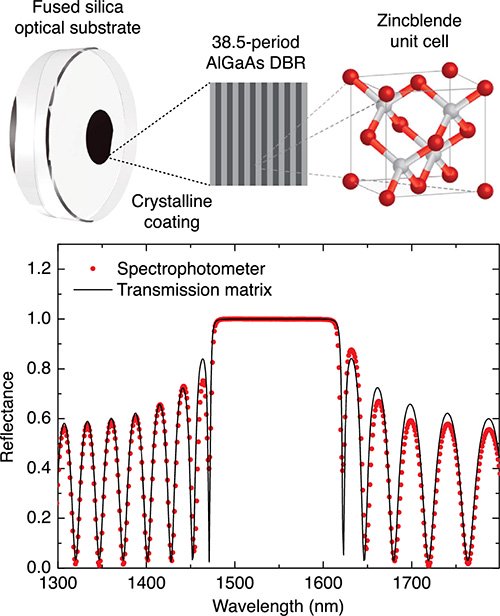 Fused silica
optical substrate
38.5-period
AlGaAs DBR
Zincblende
unit cell
Crystalline
coating
Spectrophotometer
Transmission matrix
Reflectance
1.2
1.0
0.8
0.6
0.4
0.2
0.0
1300 1400 1500 1600 1700
Wavelength (nm)